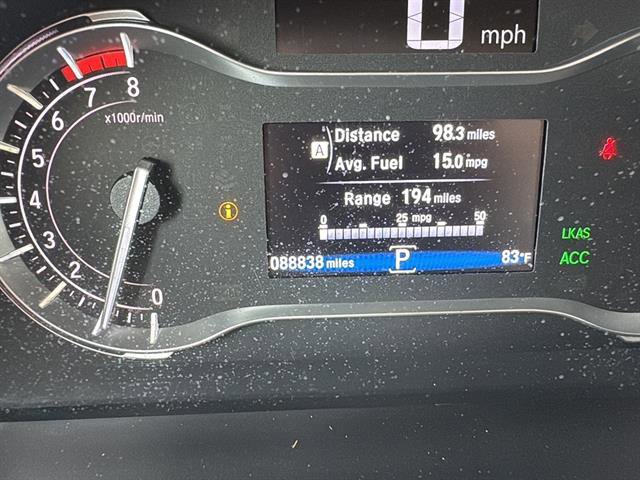 0 mph
8
7
6
5
4
3
2
1
0
x1000r/min
A
Distance 98.3 miles
Avg. Fuel 15.0 mpg
Range 194 miles
0 25 mpg 50
088838 miles P 83°F
i
LKAS
ACC